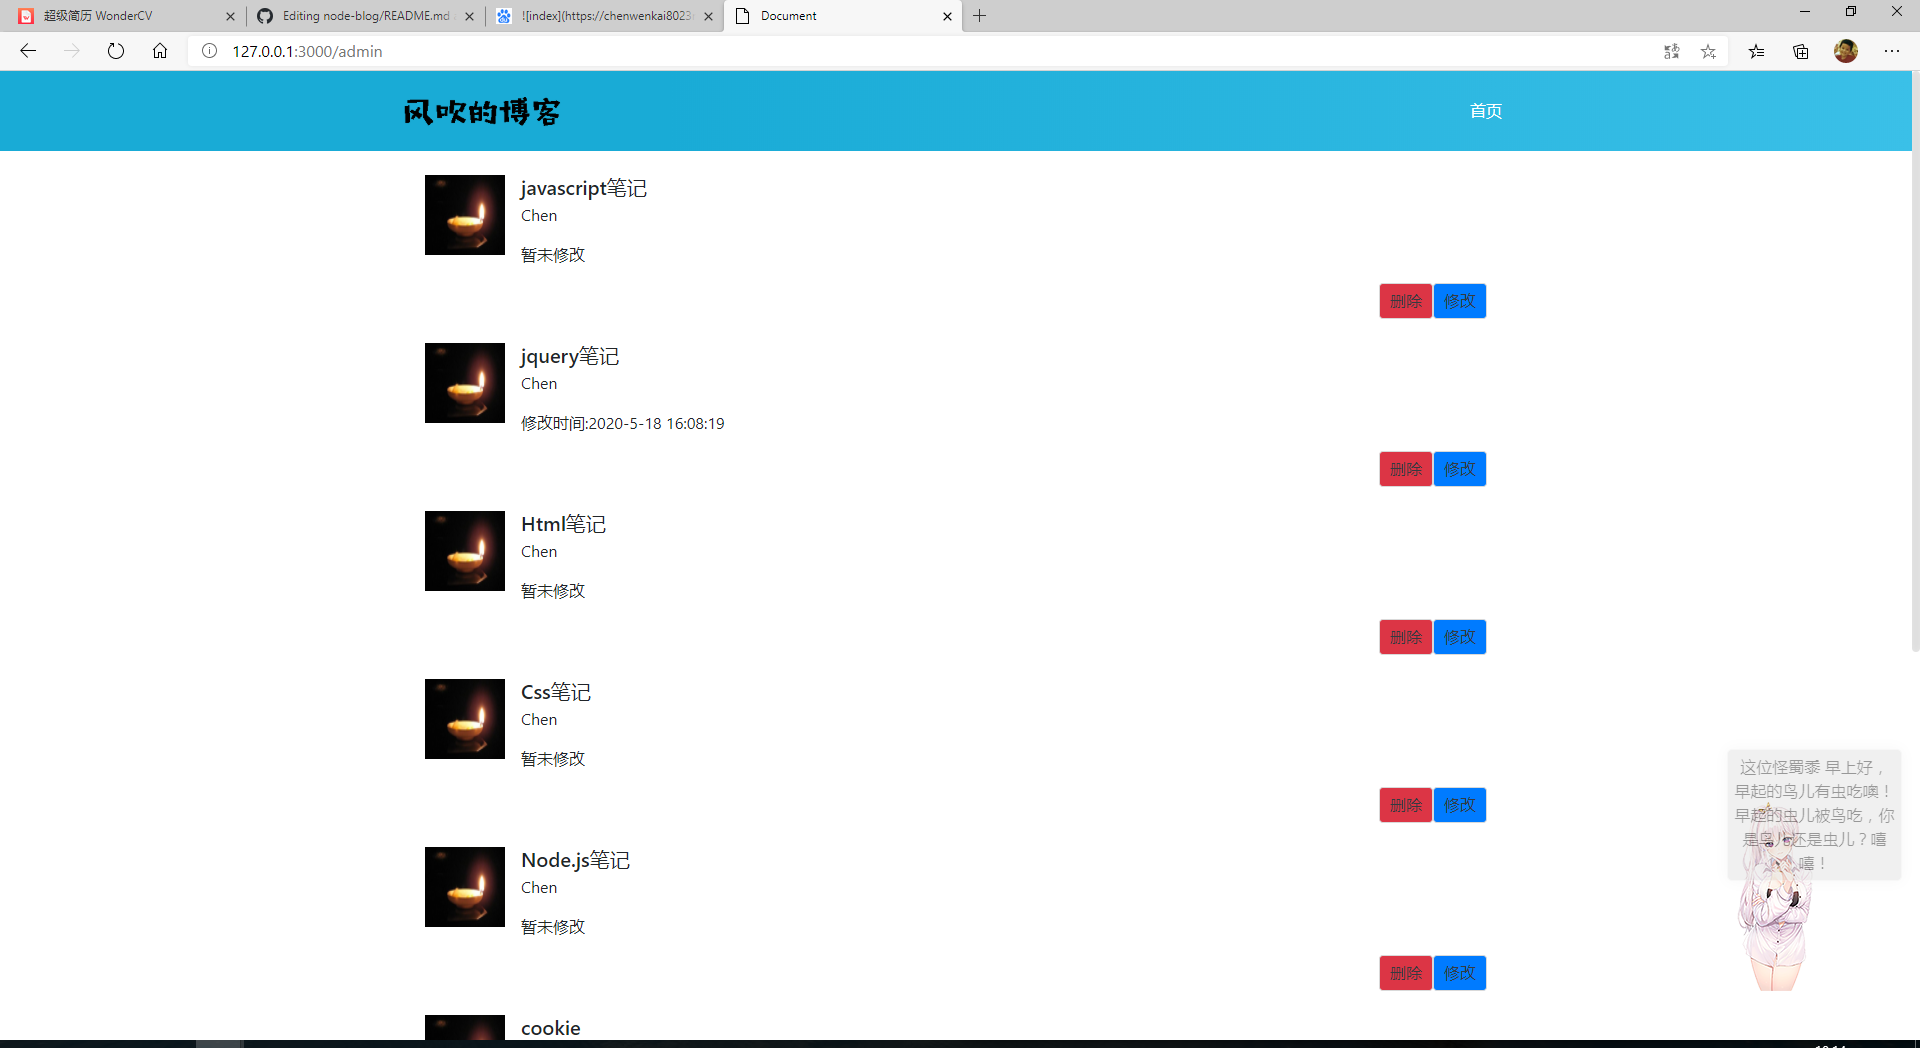 超级简历 WonderCV
Editing node-blog/README.md
![index](https://chenwenkai8023
Document
127.0.0.1:3000/admin
风吹的博客
首页
javascript笔记
Chen
暂未修改
删除 修改
jquery笔记
Chen
修改时间:2020-5-18 16:08:19
删除 修改
Html笔记
Chen
暂未修改
删除 修改
Css笔记
Chen
暂未修改
删除 修改
这位怪蜀黍 早上好，
早起的鸟儿有虫吃噢！
早起的虫儿被鸟吃，你
是鸟儿还是虫儿？嘻
嘻！
Node.js笔记
Chen
暂未修改
删除 修改
cookie